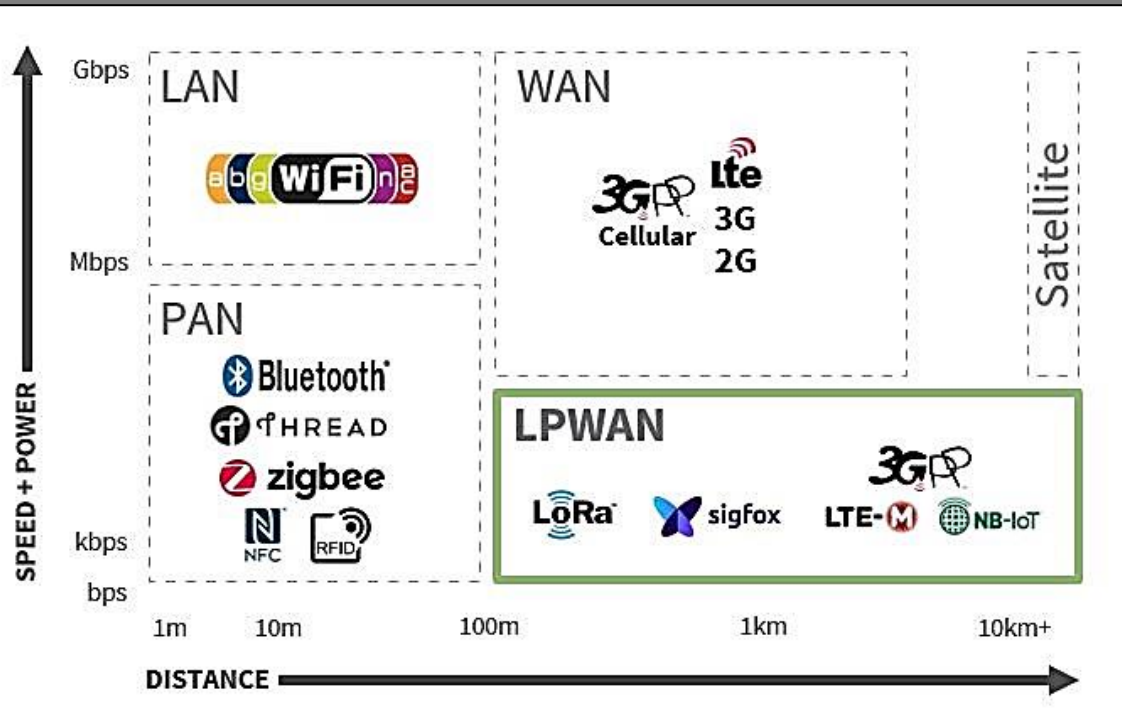 Gbps
LAN
WAN
a b g WiFi n ac
Lte
3GPP
3G
Cellular
2G
Satellite
Mbps
PAN
Bluetooth
THREAD
zigbee
NFC
RFID
LPWAN
3GPP
LoRa
sigfox
LTE-M
NB-IoT
SPEED + POWER
kbps
bps
1m 10m 100m 1km 10km+
DISTANCE